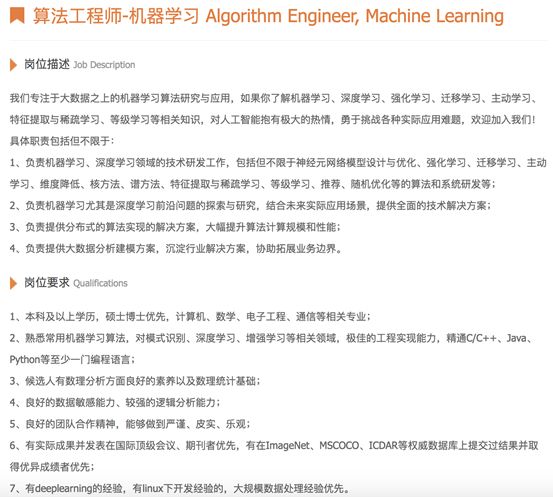 算法工程师-机器学习 Algorithm Engineer, Machine Learning
岗位描述 Job Description
我们专注于大数据之上的机器学习算法研究与应用，如果你了解机器学习、深度学习、强化学习、迁移学习、主动学习、
特征提取与稀疏学习、等级学习等相关知识，对人工智能抱有极大的热情，勇于挑战各种实际应用难题，欢迎加入我们！
具体职责包括但不限于：
1、负责机器学习、深度学习领域的技术研发工作，包括但不限于神经元网络模型设计与优化、强化学习、迁移学习、主动
学习、维度降低、核方法、谱方法、特征提取与稀疏学习、等级学习、推荐、随机优化等的算法和系统研发等；
2、负责机器学习尤其是深度学习前沿问题的探索与研究，结合未来实际应用场景，提供全面的技术解决方案；
3、负责提供分布式的算法实现的解决方案，大幅提升算法计算规模和性能；
4、负责提供大数据分析建模方案，沉淀行业解决方案，协助拓展业务边界。
岗位要求 Qualifications
1、本科及以上学历，硕士博士优先，计算机、数学、电子工程、通信等相关专业；
2、熟悉常用机器学习算法，对模式识别、深度学习、增强学习等相关领域，极佳的工程实现能力，精通C/C++、Java、
Python等至少一门编程语言；
3、候选人有数理分析方面良好的素养以及数理统计基础；
4、良好的数据敏感能力、较强的逻辑分析能力；
5、良好的团队合作精神，能够做到严谨、皮实、乐观；
6、有实际成果并发表在国际顶级会议、期刊者优先，有在ImageNet、MSCOCO、ICDAR等权威数据库上提交过结果并取
得优异成绩者优先；
7、有deeplearning的经验，有linux下开发经验的，大规模数据处理经验优先。